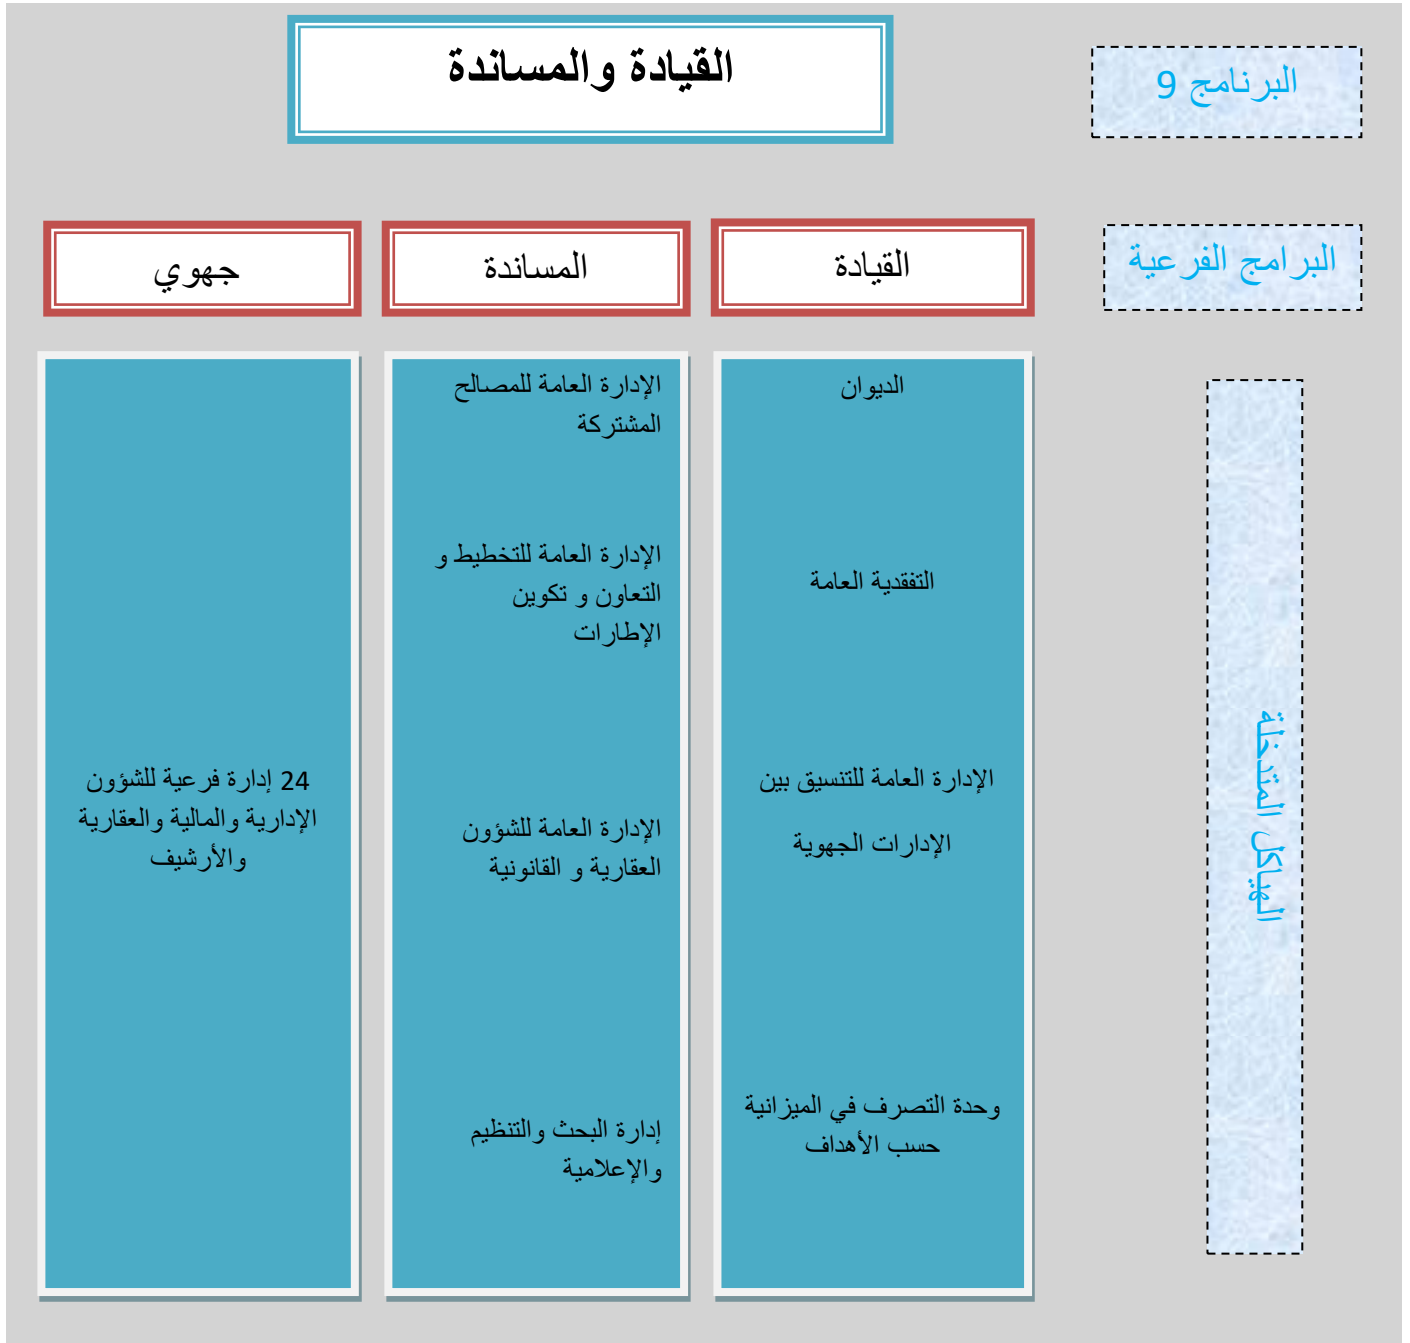 البرنامج 9
القيادة والمساندة
البرامج الفرعية
القيادة
المساندة
جهوي
الهياكل المتدخلة
الديوان
التفقدية العامة
الإدارة العامة للتنسيق بين
الإدارات الجهوية
وحدة التصرف في الميزانية
حسب الأهداف
الإدارة العامة للمصالح
المشتركة
الإدارة العامة للتخطيط و
التعاون و تكوين
الإطارات
الإدارة العامة للشؤون
العقارية و القانونية
إدارة البحث والتنظيم
والإعلامية
24 إدارة فرعية للشؤون
الإدارية والمالية والعقارية
والأرشيف